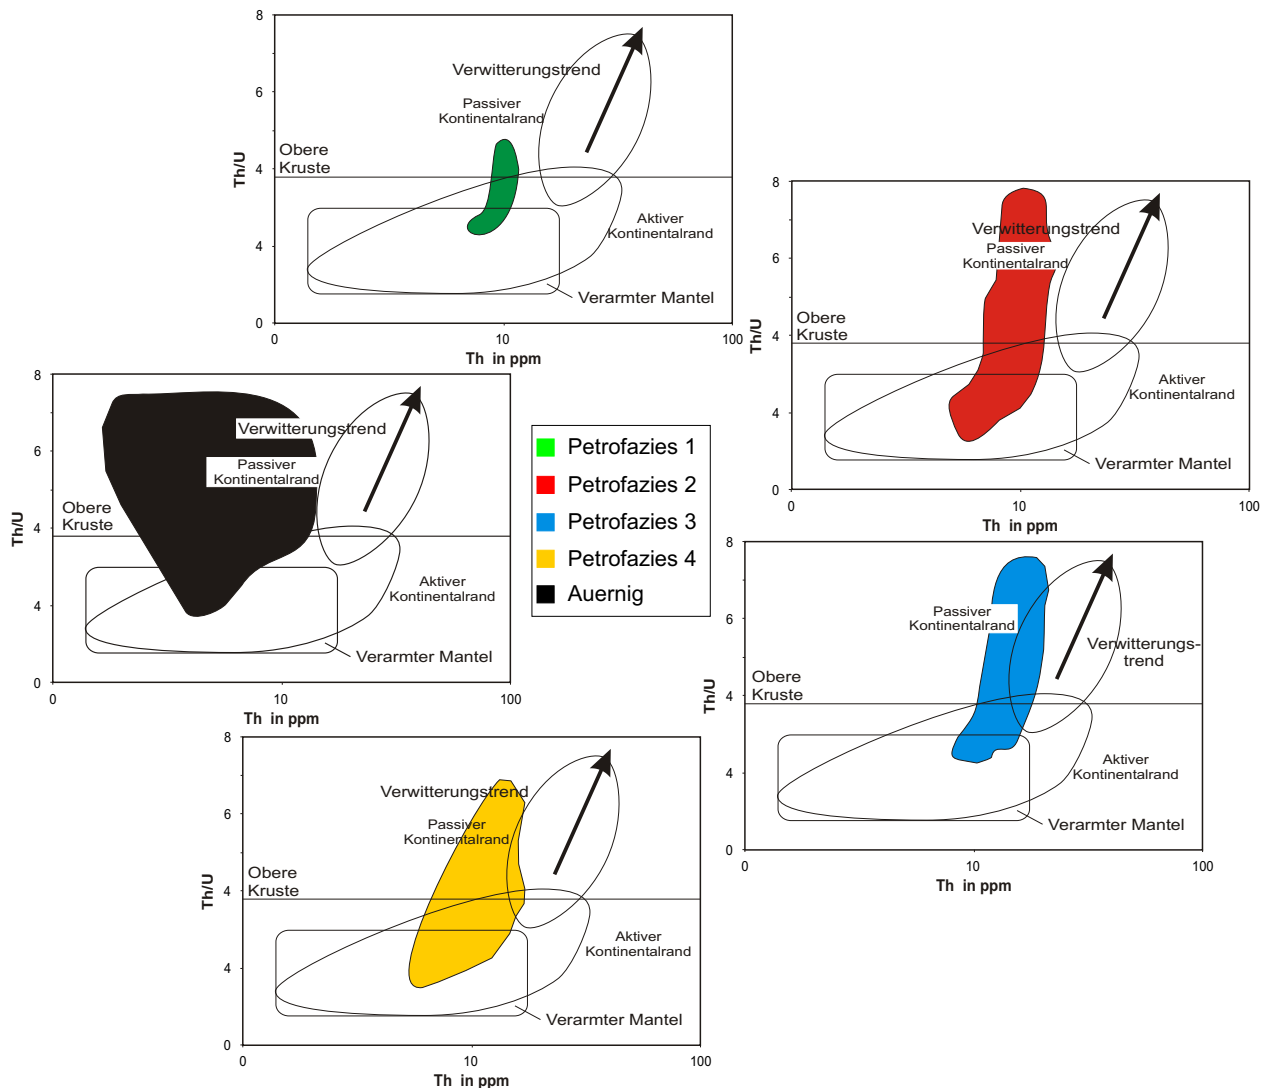 8
6
4
4
0
Th/U
Verwitterungstrend
Passiver
Kontinentalrand
Obere
Kruste
Aktiver
Kontinentalrand
Verarmter Mantel
0
10
100
Th in ppm
8
6
4
4
0
Th/U
Verwitterungstrend
Passiver
Kontinentalrand
Obere
Kruste
Aktiver
Kontinentalrand
Verarmter Mantel
0
10
100
Th in ppm
8
6
4
4
0
Th/U
Verwitterungstrend
Passiver
Kontinentalrand
Obere
Kruste
Aktiver
Kontinentalrand
Verarmter Mantel
0
10
100
Th in ppm
Petrofazies 1
Petrofazies 2
Petrofazies 3
Petrofazies 4
Auernig
8
6
4
4
0
Th/U
Passiver
Kontinentalrand
Verwitterungs-
trend
Obere
Kruste
Aktiver
Kontinentalrand
Verarmter Mantel
0
10
100
Th in ppm
8
6
4
4
0
Th/U
Verwitterungstrend
Passiver
Kontinentalrand
Obere
Kruste
Aktiver
Kontinentalrand
Verarmter Mantel
0
10
100
Th in ppm